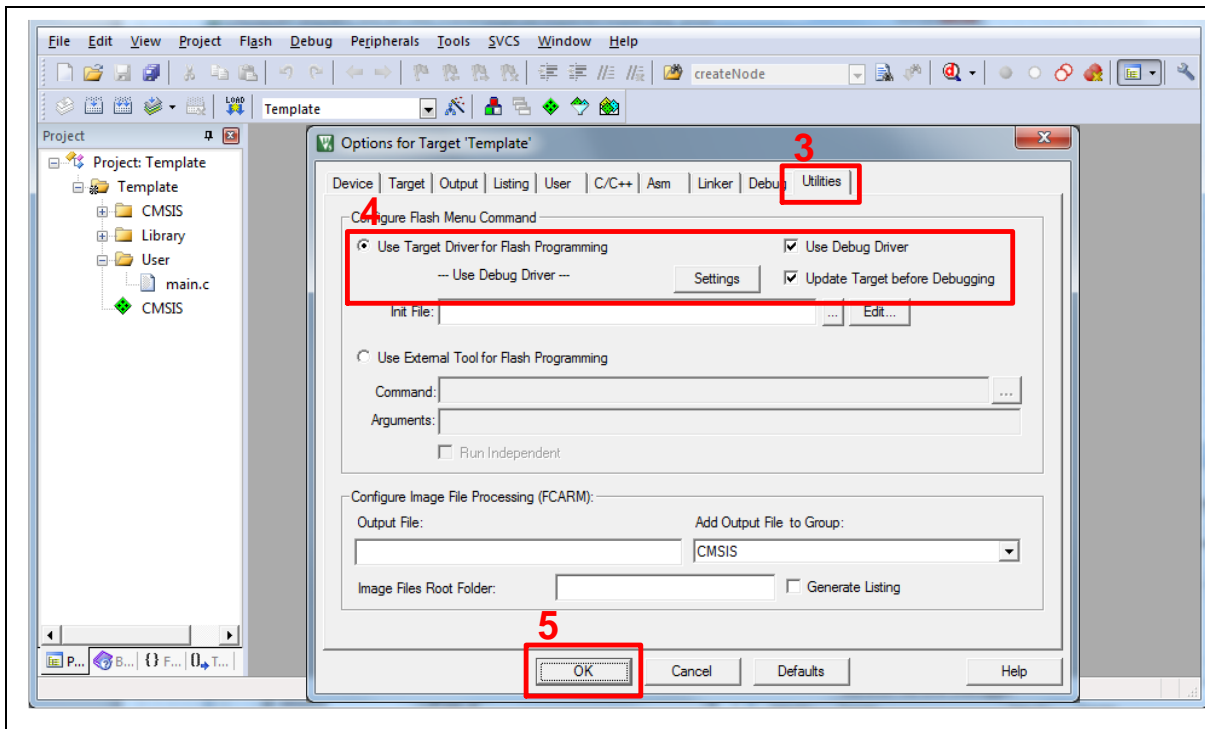 File Edit View Project Flash Debug Peripherals Tools SVCS Window Help
createNode
LOAD Template
Project
Project: Template
Template
CMSIS
Library
User
main.c
CMSIS
P... B... {} F... 0 T...
Options for Target 'Template'
3
Device Target Output Listing User C/C++ Asm Linker Debug Utilities
4
Configure Flash Menu Command
Use Target Driver for Flash Programming Use Debug Driver
--- Use Debug Driver --- Settings Update Target before Debugging
Init File: ... Edit...
Use External Tool for Flash Programming
Command: ...
Arguments:
Run Independent
Configure Image File Processing (FCARM):
Output File: Add Output File to Group:
CMSIS
Image Files Root Folder: Generate Listing
5
OK Cancel Defaults Help